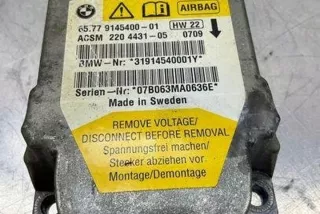 AIRBAG
65.77 9145400-01 HW 22
ACSM 220 4431-05 0709
BMW-Nr: *31914540001Y*
Serien-Nr: *07B063MA0636E*
Made in Sweden
REMOVE VOLTAGE/
DISCONNECT BEFORE REMOVAL
Spannungsfrei machen/
Stecker abziehen vor
Montage/Demontage